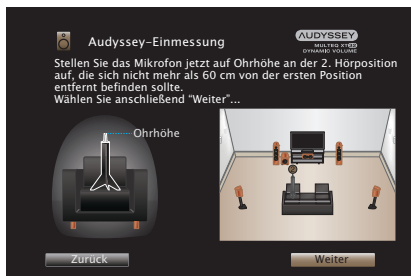 Audyssey-Einmessung
AUDYSSEY
MULTEQ XT32
DYNAMIC VOLUME
Stellen Sie das Mikrofon jetzt auf Ohrhöhe an der 2. Hörposition
auf, die sich nicht mehr als 60 cm von der ersten Position
entfernt befinden sollte.
Wählen Sie anschließend “Weiter”...
Ohrhöhe
Zurück
Weiter